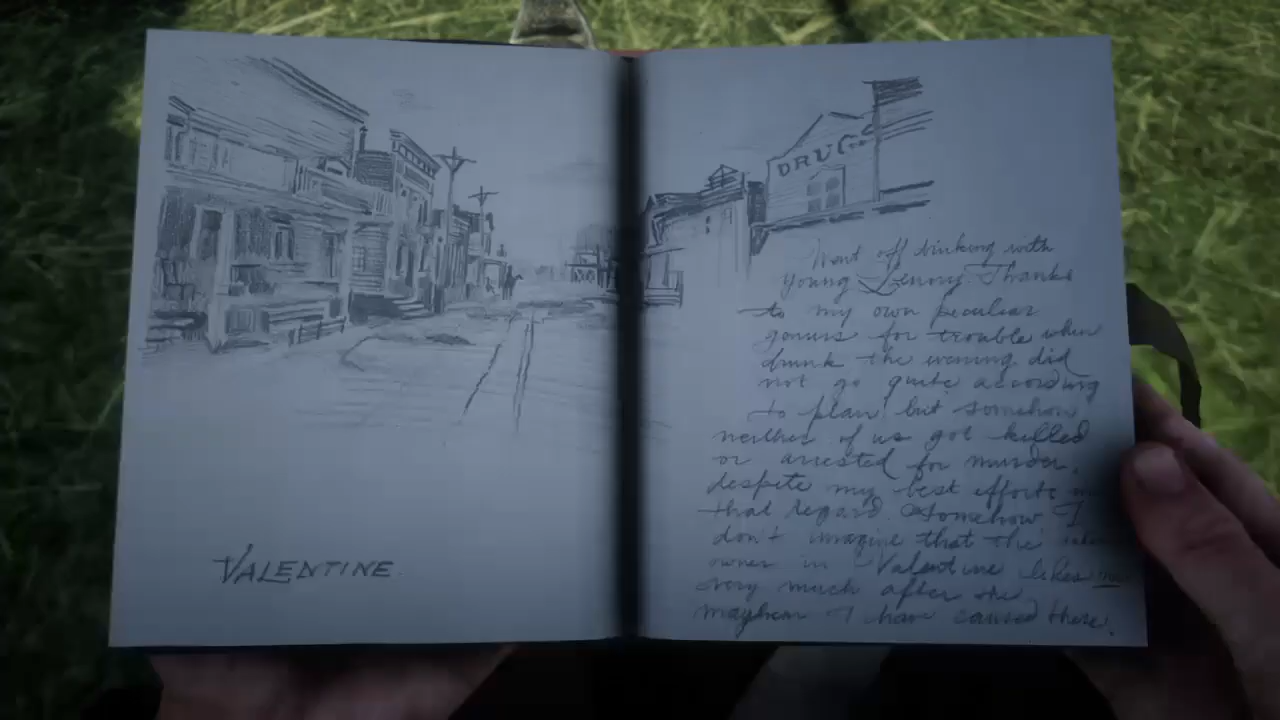 VALENTINE
DRUG
Went off drinking with
Young Lenny. Thanks
to my own peculiar
genius for trouble when
drunk the evening did
not go quite according
to plan but somehow
neither of us got killed
or arrested for murder,
despite my best efforts in
that regard. Somehow I
don't imagine that the
owner in Valentine likes me
very much after the
mayhem I have caused there.